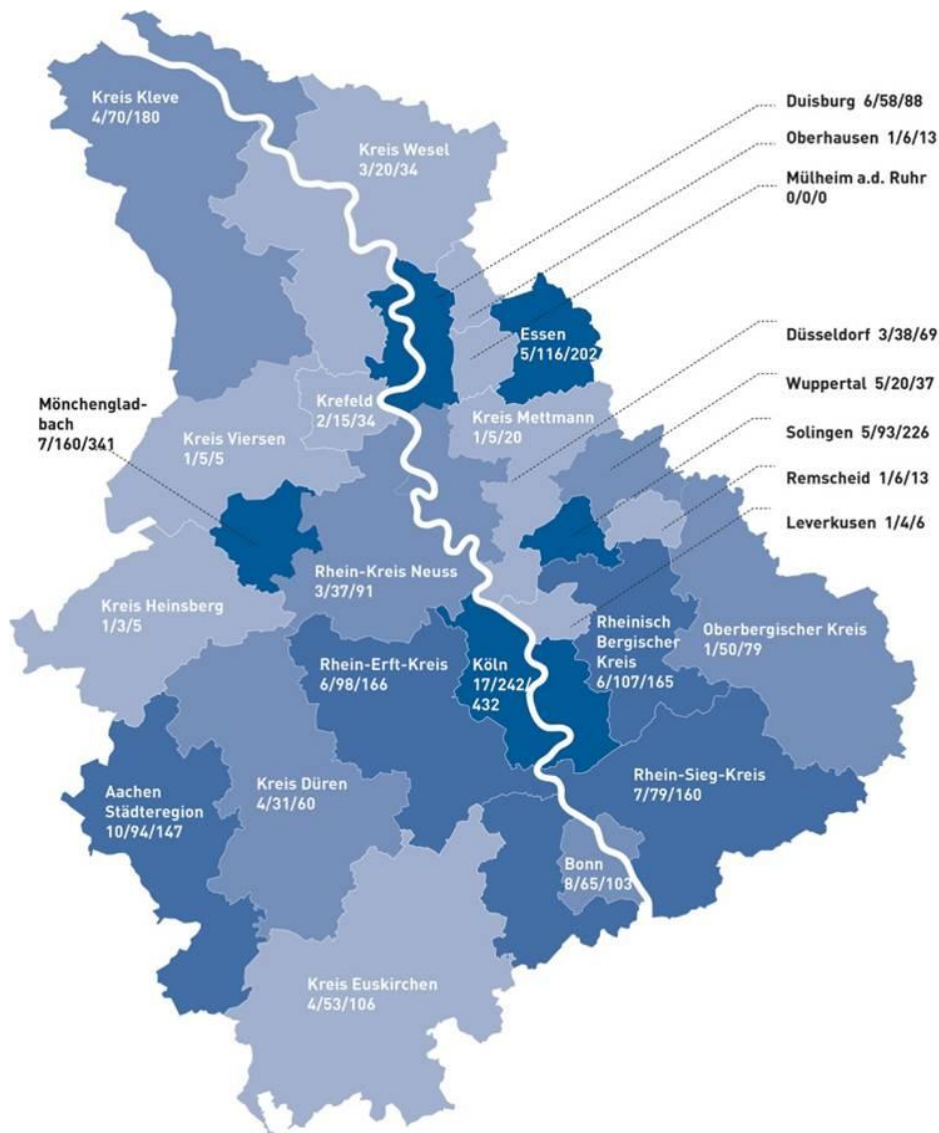 Kreis Kleve
4/70/180
Kreis Wesel
3/20/34
Duisburg 6/58/88
Oberhausen 1/6/13
Mülheim a.d. Ruhr
0/0/0
Essen
5/116/202
Düsseldorf 3/38/69
Krefeld
2/15/34
Wuppertal 5/20/37
Mönchenglad-
bach
7/160/341
Kreis Viersen
1/5/5
Kreis Mettmann
1/5/20
Solingen 5/93/226
Remscheid 1/6/13
Leverkusen 1/4/6
Rhein-Kreis Neuss
3/37/91
Kreis Heinsberg
1/3/5
Rhein-Erft-Kreis
6/98/166
Köln
17/242/
432
Rheinisch
Bergischer
Kreis
6/107/165
Oberbergischer Kreis
1/50/79
Aachen
Städteregion
10/94/147
Kreis Düren
4/31/60
Rhein-Sieg-Kreis
7/79/160
Bonn
8/65/103
Kreis Euskirchen
4/53/106